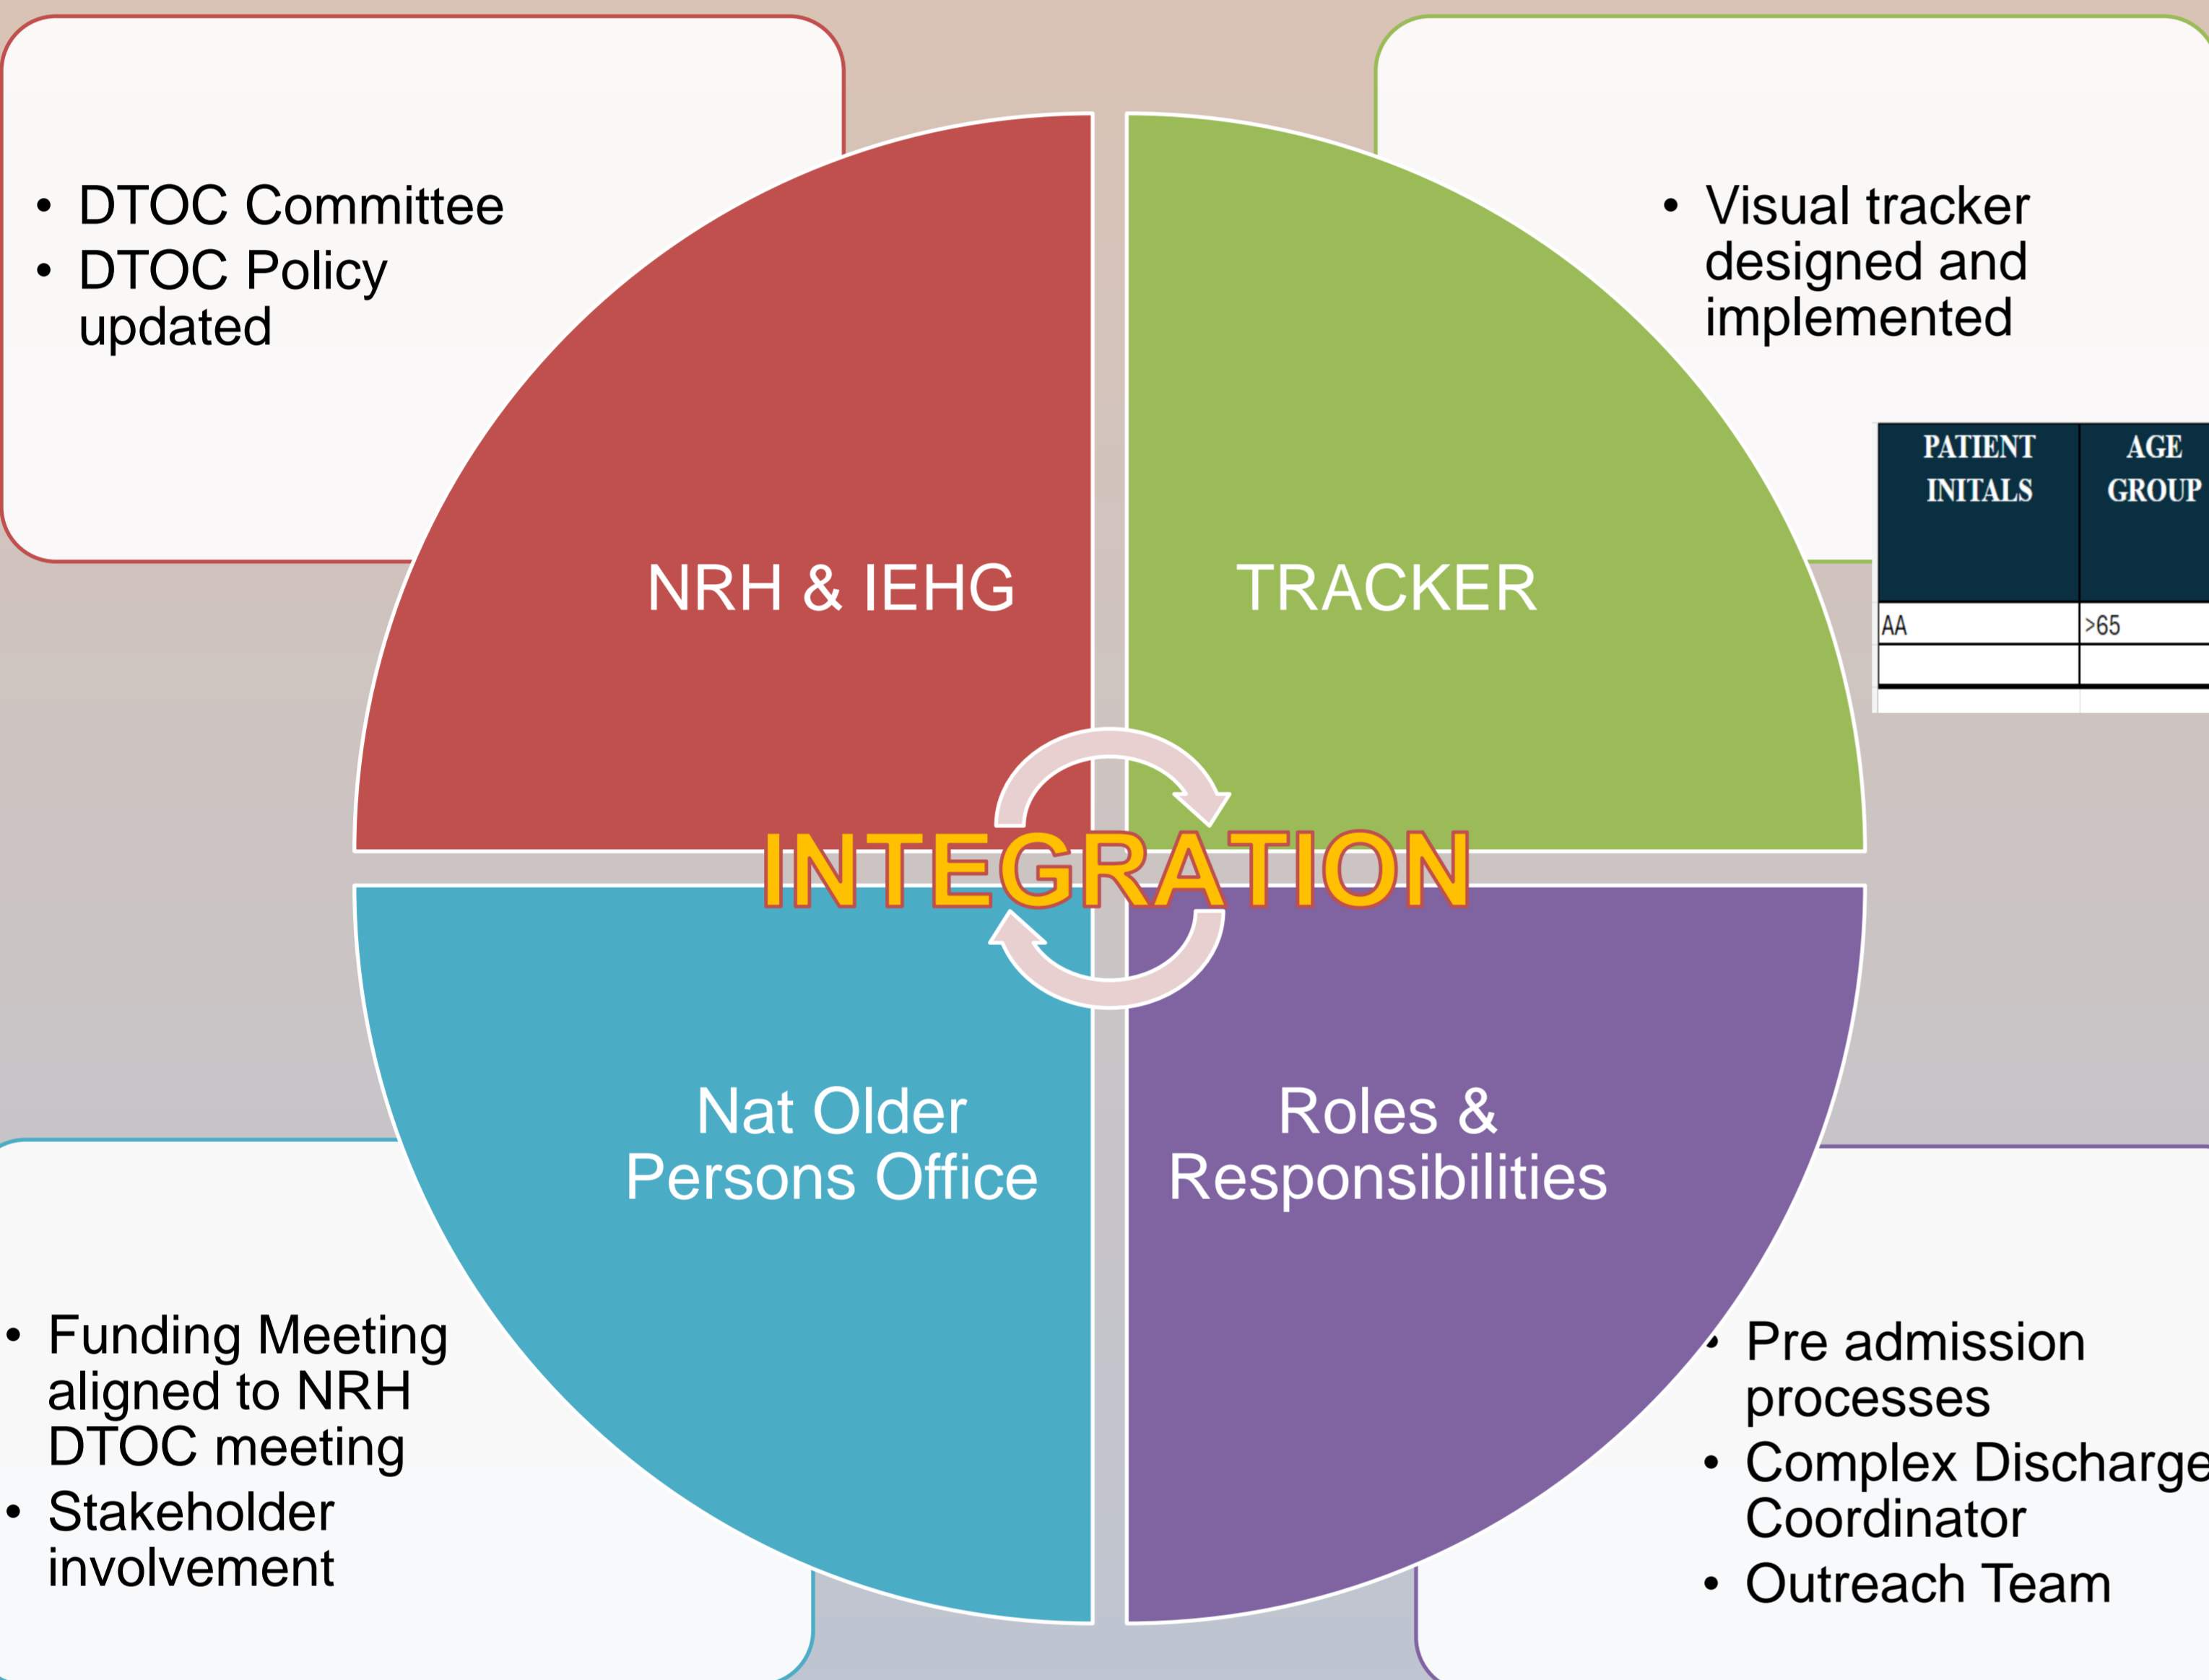 • DTOC Committee
• DTOC Policy
updated
• Visual tracker
designed and
implemented
PATIENT INITALS
AGE GROUP
AA >65
NRH & IEHG
TRACKER
INTEGRATION
Nat Older
Persons Office
Roles &
Responsibilities
• Funding Meeting
aligned to NRH
DTOC meeting
• Stakeholder
involvement
• Pre admission
processes
• Complex Discharge
Coordinator
• Outreach Team